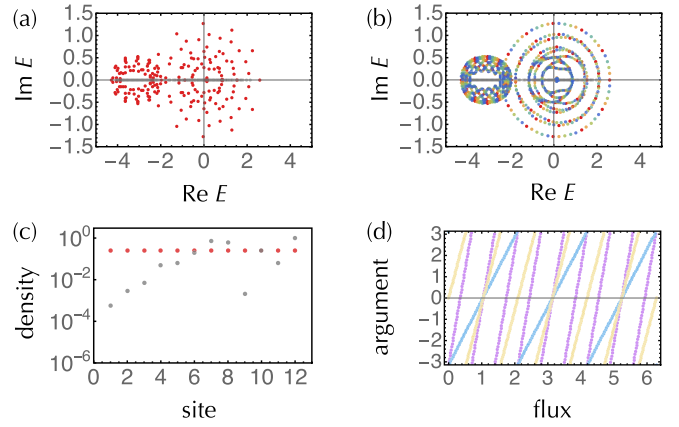 (a) (b)
1.5 1.5
1.0 1.0
0.5 0.5
Im E 0.0 Im E 0.0
−0.5 −0.5
−1.0 −1.0
−1.5 −1.5
−4 −2 0 2 4 −4 −2 0 2 4
Re E Re E
(c) (d)
10^0 3
2
10^-2 1
density argument 0
10^-4 -1
-2
10^-6 -3
0 2 4 6 8 10 12 0 1 2 3 4 5 6
site flux